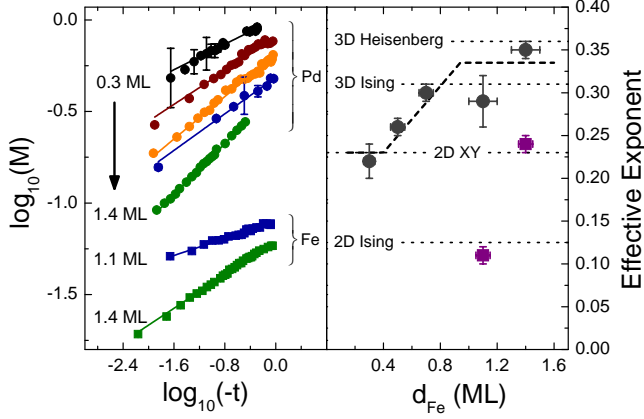 -0.0
-0.5
-1.0
-1.5
log10(M)
0.3 ML
1.4 ML
1.1 ML
1.4 ML
Pd
Fe
-2.4 -1.6 -0.8 0.0
log10(-t)
3D Heisenberg
3D Ising
2D XY
2D Ising
0.4 0.8 1.2 1.6
dFe (ML)
0.40
0.35
0.30
0.25
0.20
0.15
0.10
0.05
0.00
Effective Exponent